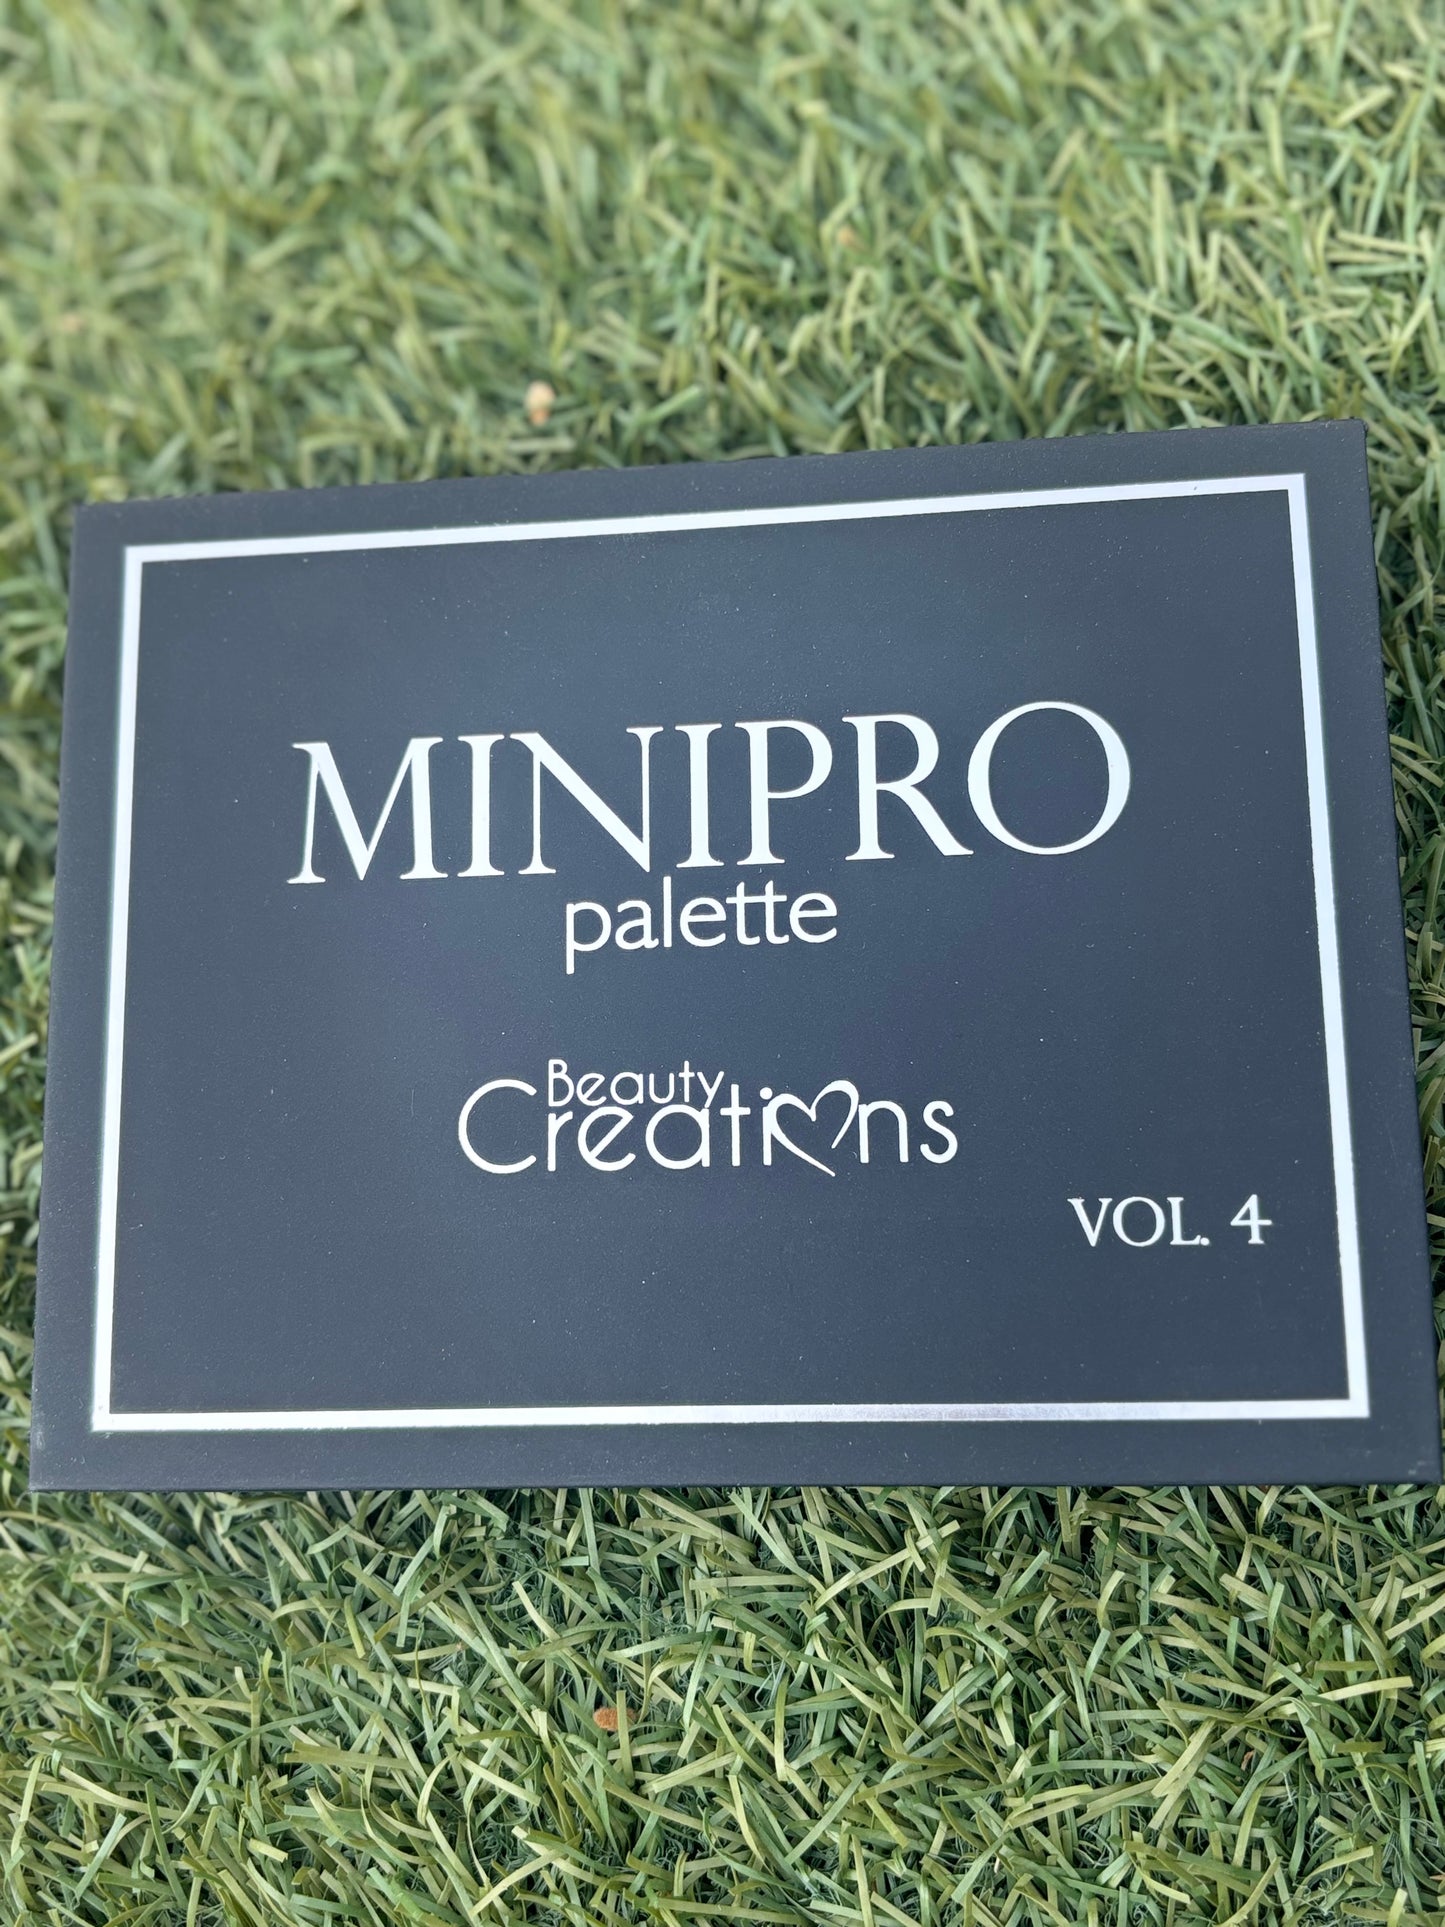 MINIPRO
palette
Beauty
Creations
VOL. 4